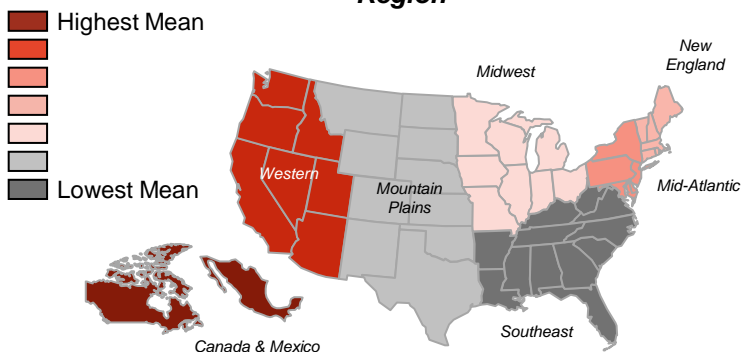 Region
Highest Mean
Lowest Mean
New
England
Midwest
Western
Mountain
Plains
Mid-Atlantic
Southeast
Canada & Mexico